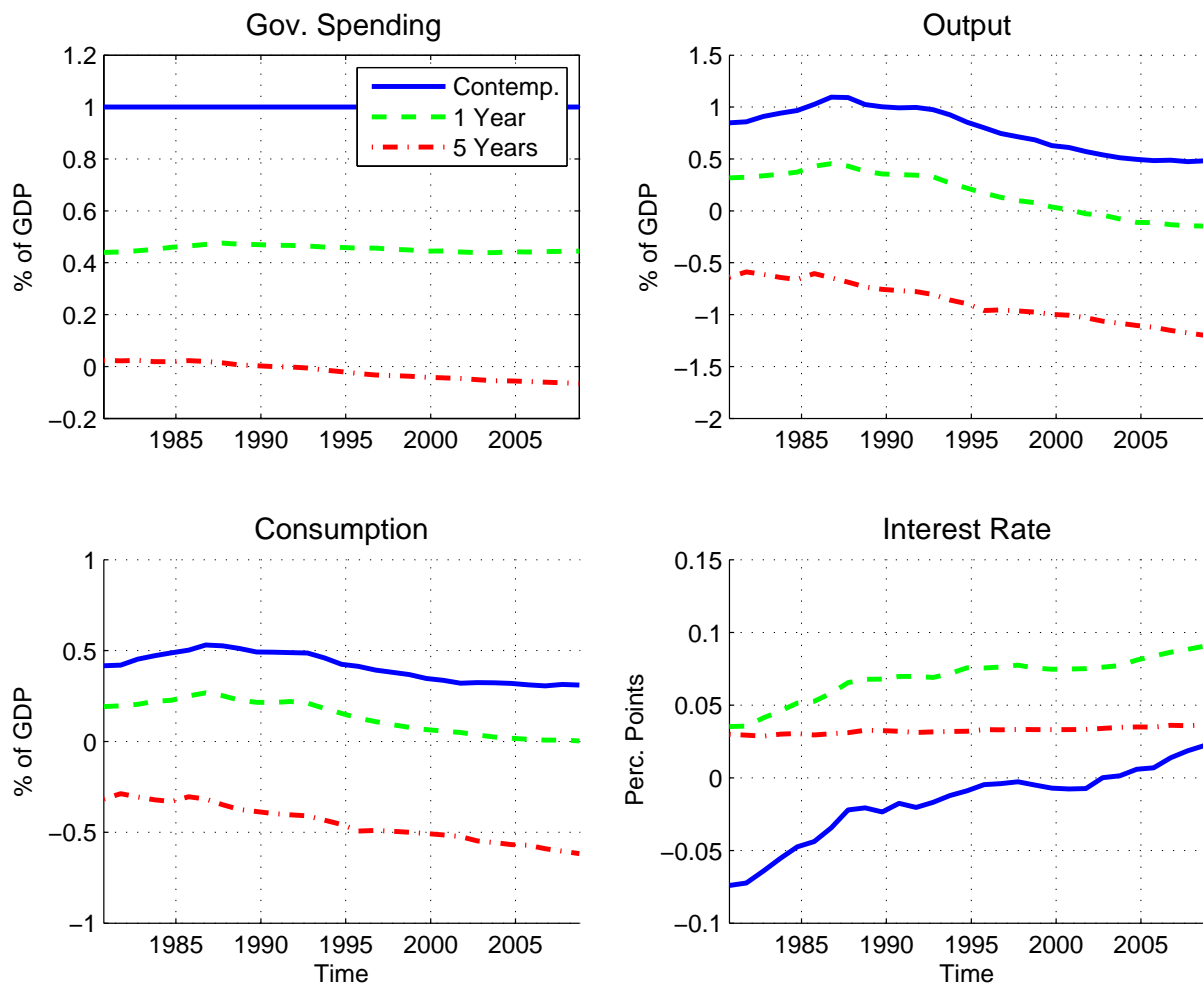 Gov. Spending
% of GDP
1.2
1
0.8
0.6
0.4
0.2
0
−0.2
1985 1990 1995 2000 2005
Contemp.
1 Year
5 Years
Output
% of GDP
1.5
1
0.5
0
−0.5
−1
−1.5
−2
1985 1990 1995 2000 2005
Consumption
% of GDP
1
0.5
0
−0.5
−1
1985 1990 1995 2000 2005
Time
Interest Rate
Perc. Points
0.15
0.1
0.05
0
−0.05
−0.1
1985 1990 1995 2000 2005
Time